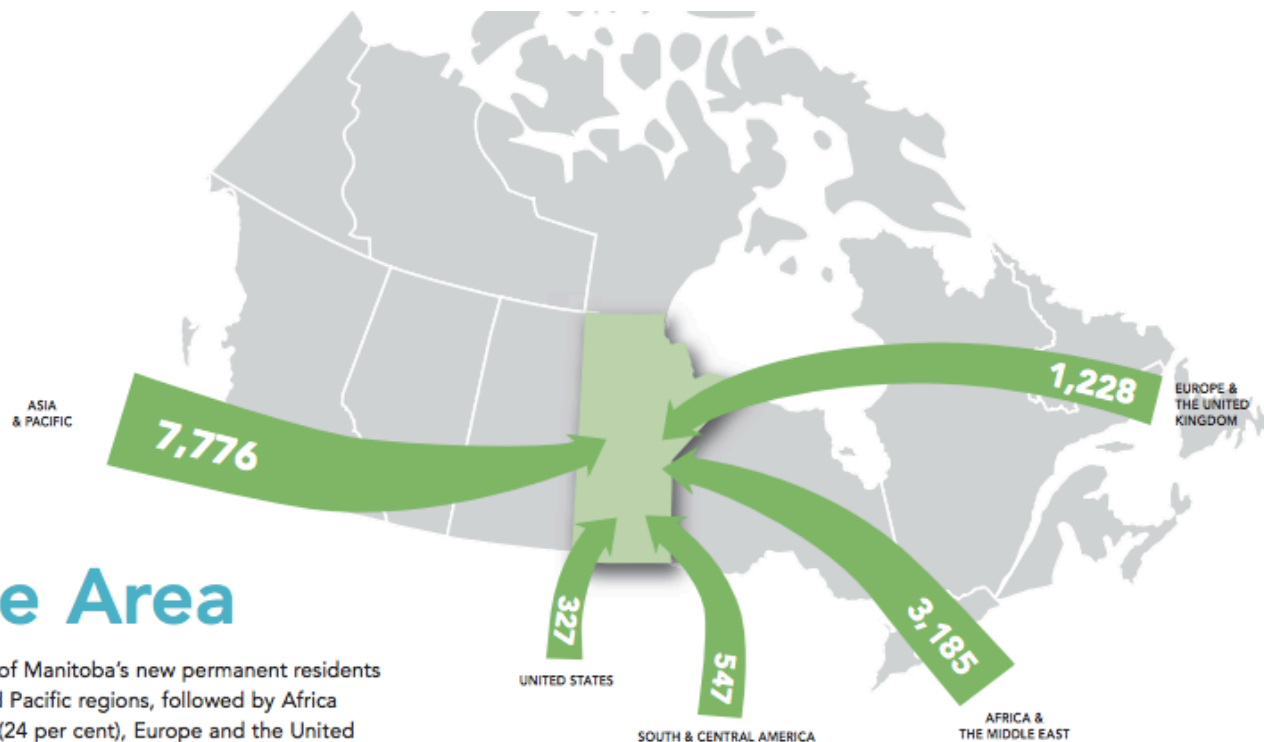 1,228
EUROPE &
THE UNITED
KINGDOM
ASIA
& PACIFIC
7,776
e Area
of Manitoba's new permanent residents
Pacific regions, followed by Africa
(24 per cent), Europe and the United
327
UNITED STATES
547
SOUTH & CENTRAL AMERICA
3,185
AFRICA &
THE MIDDLE EAST